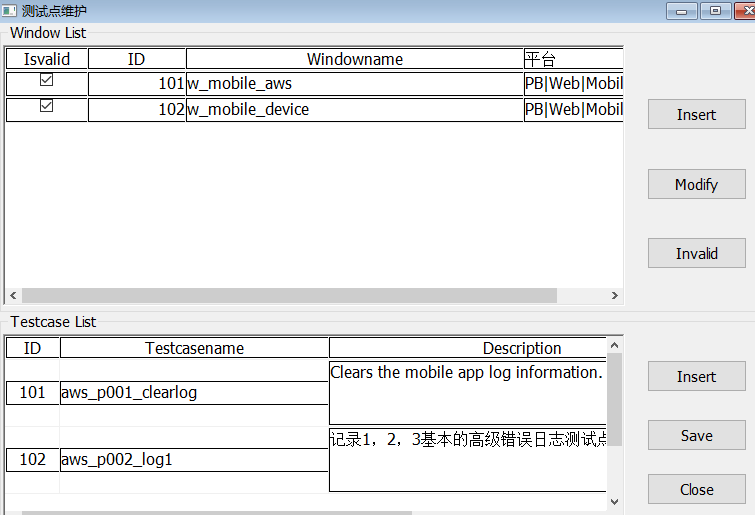 测试点维护
Window List
Isvalid ID Windowname 平台
101 w_mobile_aws PB|Web|Mobil
102 w_mobile_device PB|Web|Mobil
Insert
Modify
Invalid
Testcase List
ID Testcasename Description
101 aws_p001_clearlog Clears the mobile app log information.
102 aws_p002_log1 记录1，2，3基本的高级错误日志测试点
Insert
Save
Close